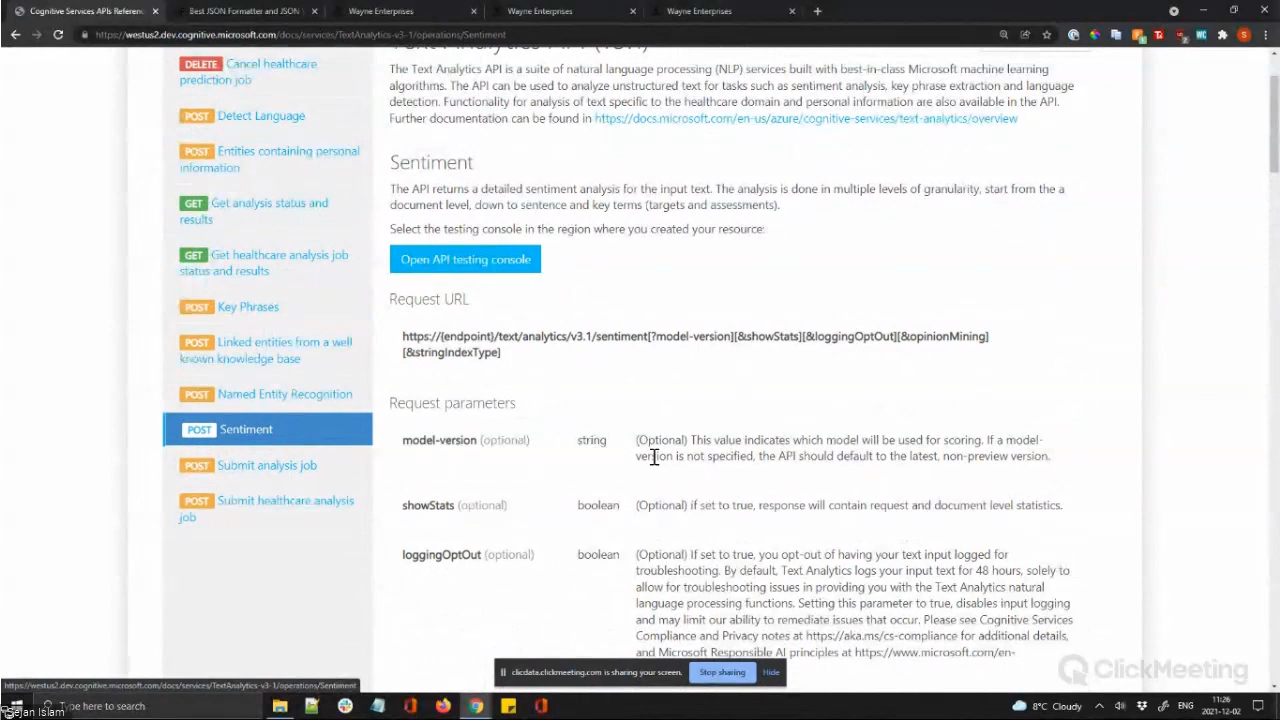 Cognitive Services APIs Referenc
Best JSON Formatter and JSON
Wayne Enterprises
Wayne Enterprises
Wayne Enterprises
https://westus2.dev.cognitive.microsoft.com/docs/services/TextAnalytics-v3-1/operations/Sentiment
DELETE Cancel healthcare
prediction job
POST Detect Language
POST Entities containing personal
information
GET Get analysis status and
results
GET Get healthcare analysis job
status and results
POST Key Phrases
POST Linked entities from a well
known knowledge base
POST Named Entity Recognition
POST Sentiment
POST Submit analysis job
POST Submit healthcare analysis
job
The Text Analytics API is a suite of natural language processing (NLP) services built with best-in-class Microsoft machine learning
algorithms. The API can be used to analyze unstructured text for tasks such as sentiment analysis, key phrase extraction and language
detection. Functionality for analysis of text specific to the healthcare domain and personal information are also available in the API.
Further documentation can be found in https://docs.microsoft.com/en-us/azure/cognitive-services/text-analytics/overview
Sentiment
The API returns a detailed sentiment analysis for the input text. The analysis is done in multiple levels of granularity, start from the a
document level, down to sentence and key terms (targets and assessments).
Select the testing console in the region where you created your resource:
Open API testing console
Request URL
https://{endpoint}/text/analytics/v3.1/sentiment[?model-version][&showStats][&loggingOptOut][&opinionMining]
[&stringIndexType]
Request parameters
model-version (optional) string (Optional) This value indicates which model will be used for scoring. If a model-
version is not specified, the API should default to the latest, non-preview version.
showStats (optional) boolean (Optional) if set to true, response will contain request and document level statistics.
loggingOptOut (optional) boolean (Optional) If set to true, you opt-out of having your text input logged for
troubleshooting. By default, Text Analytics logs your input text for 48 hours, solely to
allow for troubleshooting issues in providing you with the Text Analytics natural
language processing functions. Setting this parameter to true, disables input logging
and may limit our ability to remediate issues that occur. Please see Cognitive Services
Compliance and Privacy notes at https://aka.ms/cs-compliance for additional details,
and Microsoft Responsible AI principles at https://www.microsoft.com/en-
clicdata.clickmeeting.com is sharing your screen. Stop sharing Hide
ClickMeeting
https://westus2.dev.cognitive.microsoft.com/docs/services/TextAnalytics-v3-1/operations/Sentiment
Type here to search
Sejan Islam
8°C Cloudy
ENG
11:26
2021-12-02